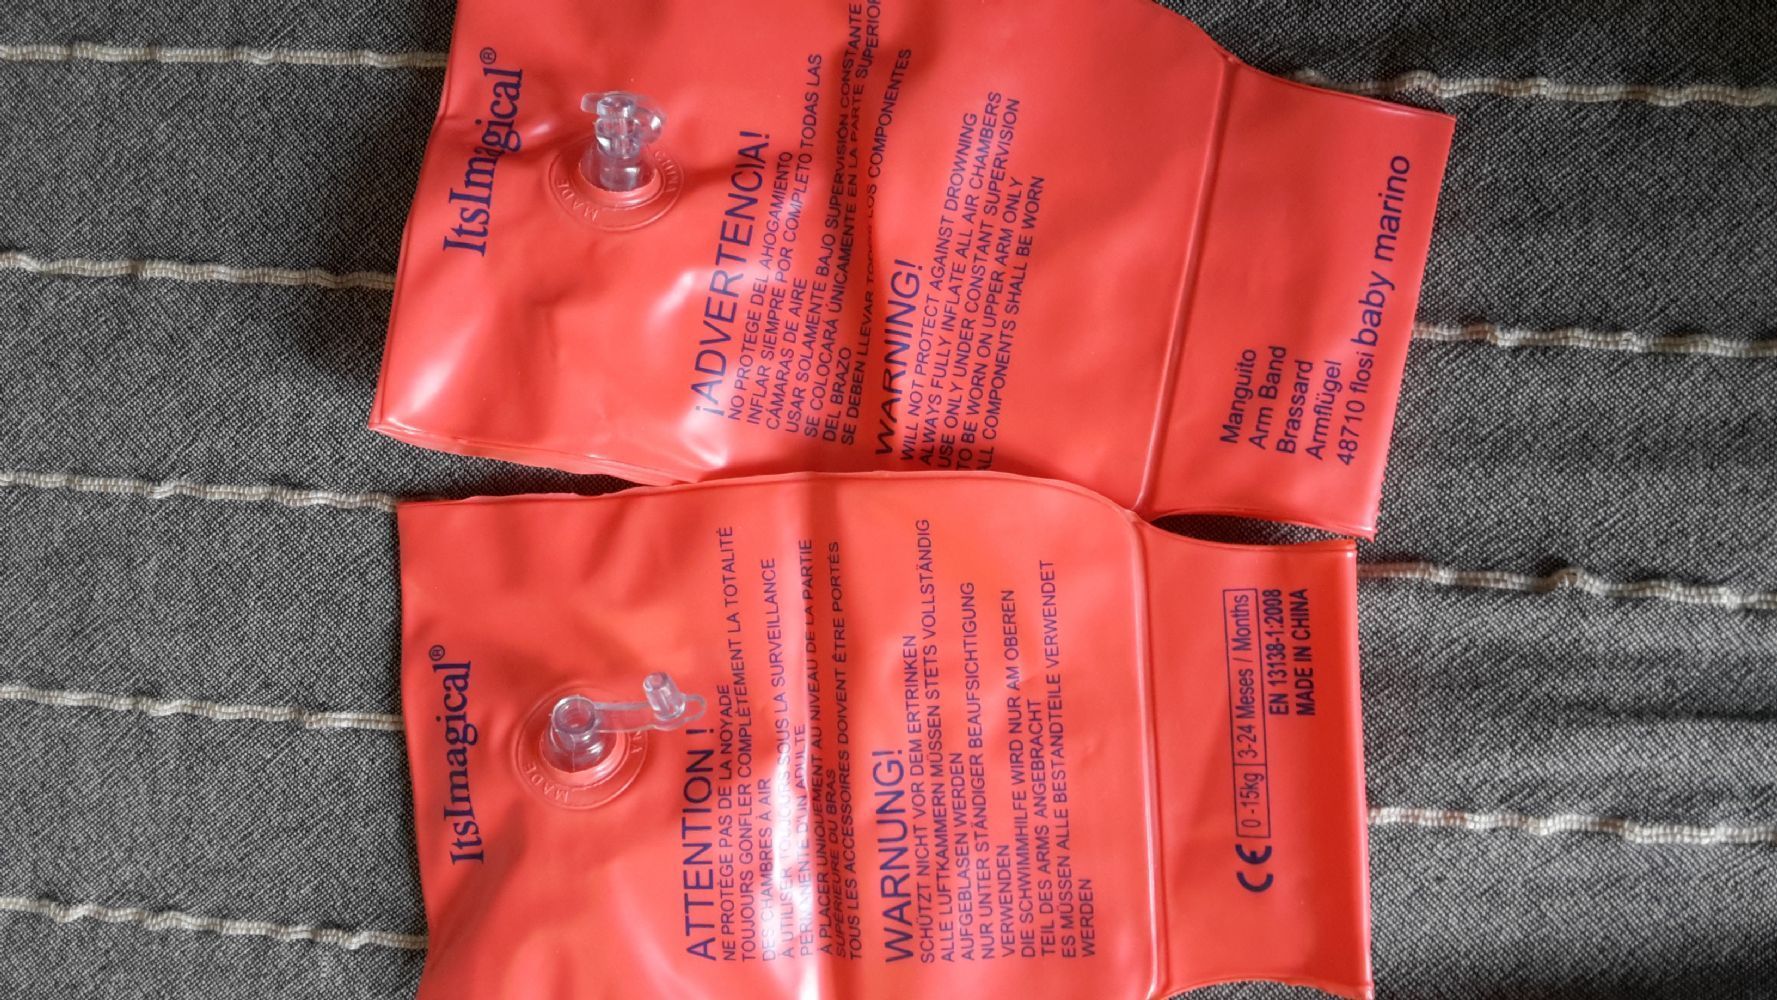 ItsImagical®
MADE
¡ADVERTENCIA!
NO PROTEGE DEL AHOGAMIENTO
INFLAR SIEMPRE POR COMPLETO TODAS LAS
CÁMARAS DE AIRE
USAR SOLAMENTE BAJO SUPERVISIÓN CONSTANTE
SE COLOCARÁ ÚNICAMENTE EN LA PARTE SUPERIOR
DEL BRAZO
SE DEBEN LLEVAR TODOS LOS COMPONENTES
WARNING!
WILL NOT PROTECT AGAINST DROWNING
ALWAYS FULLY INFLATE ALL AIR CHAMBERS
USE ONLY UNDER CONSTANT SUPERVISION
TO BE WORN ON UPPER ARM ONLY
ALL COMPONENTS SHALL BE WORN
Manguito
Arm Band
Brassard
Armflügel
48710 flosi baby marino
ItsImagical®
MADE
ATTENTION !
NE PROTÈGE PAS DE LA NOYADE
TOUJOURS GONFLER COMPLÈTEMENT LA TOTALITÉ
DES CHAMBRES À AIR
À UTILISER TOUJOURS SOUS LA SURVEILLANCE
PERMANENTE D'UN ADULTE
À PLACER UNIQUEMENT AU NIVEAU DE LA PARTIE
SUPÉRIEURE DU BRAS
TOUS LES ACCESSOIRES DOIVENT ÊTRE PORTÉS
WARNUNG!
SCHÜTZT NICHT VOR DEM ERTRINKEN
ALLE LUFTKAMMERN MÜSSEN STETS VOLLSTÄNDIG
AUFGEBLASEN WERDEN
NUR UNTER STÄNDIGER BEAUFSICHTIGUNG
VERWENDEN
DIE SCHWIMMHILFE WIRD NUR AM OBEREN
TEIL DES ARMS ANGEBRACHT
ES MÜSSEN ALLE BESTANDTEILE VERWENDET
WERDEN
CE 0-15kg 3-24 Meses / Months
EN 13138-1:2008
MADE IN CHINA